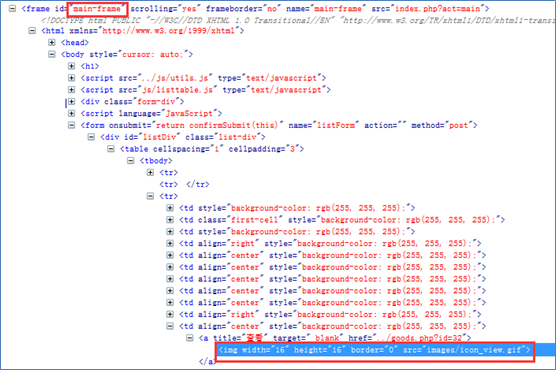 <frame id="main-frame" scrolling="yes" frameborder="no" name="main-frame" src="index.php?act=main">
<!DOCTYPE html PUBLIC "-//W3C//DTD XHTML 1.0 Transitional//EN" "http://www.w3.org/TR/xhtml1/DTD/xhtml1-transi
<html xmlns="http://www.w3.org/1999/xhtml">
<head>
<body style="cursor: auto;">
<h1>
<script src="../js/utils.js" type="text/javascript">
<script src="js/listtable.js" type="text/javascript">
<div class="form-div">
<script language="JavaScript">
<form onsubmit="return confirmSubmit(this)" name="listForm" action="" method="post">
<div id="listDiv" class="list-div">
<table cellspacing="1" cellpadding="3">
<tbody>
<tr>
<tr> </tr>
<tr>
<td style="background-color: rgb(255, 255, 255);">
<td class="first-cell" style="background-color: rgb(255, 255, 255);">
<td style="background-color: rgb(255, 255, 255);">
<td align="right" style="background-color: rgb(255, 255, 255);">
<td align="center" style="background-color: rgb(255, 255, 255);">
<td align="center" style="background-color: rgb(255, 255, 255);">
<td align="center" style="background-color: rgb(255, 255, 255);">
<td align="center" style="background-color: rgb(255, 255, 255);">
<td align="right" style="background-color: rgb(255, 255, 255);">
<td align="center" style="background-color: rgb(255, 255, 255);">
<a title="查看" target="_blank" href="../goods.php?id=32">
<img width="16" height="16" border="0" src="images/icon_view.gif">
</a>